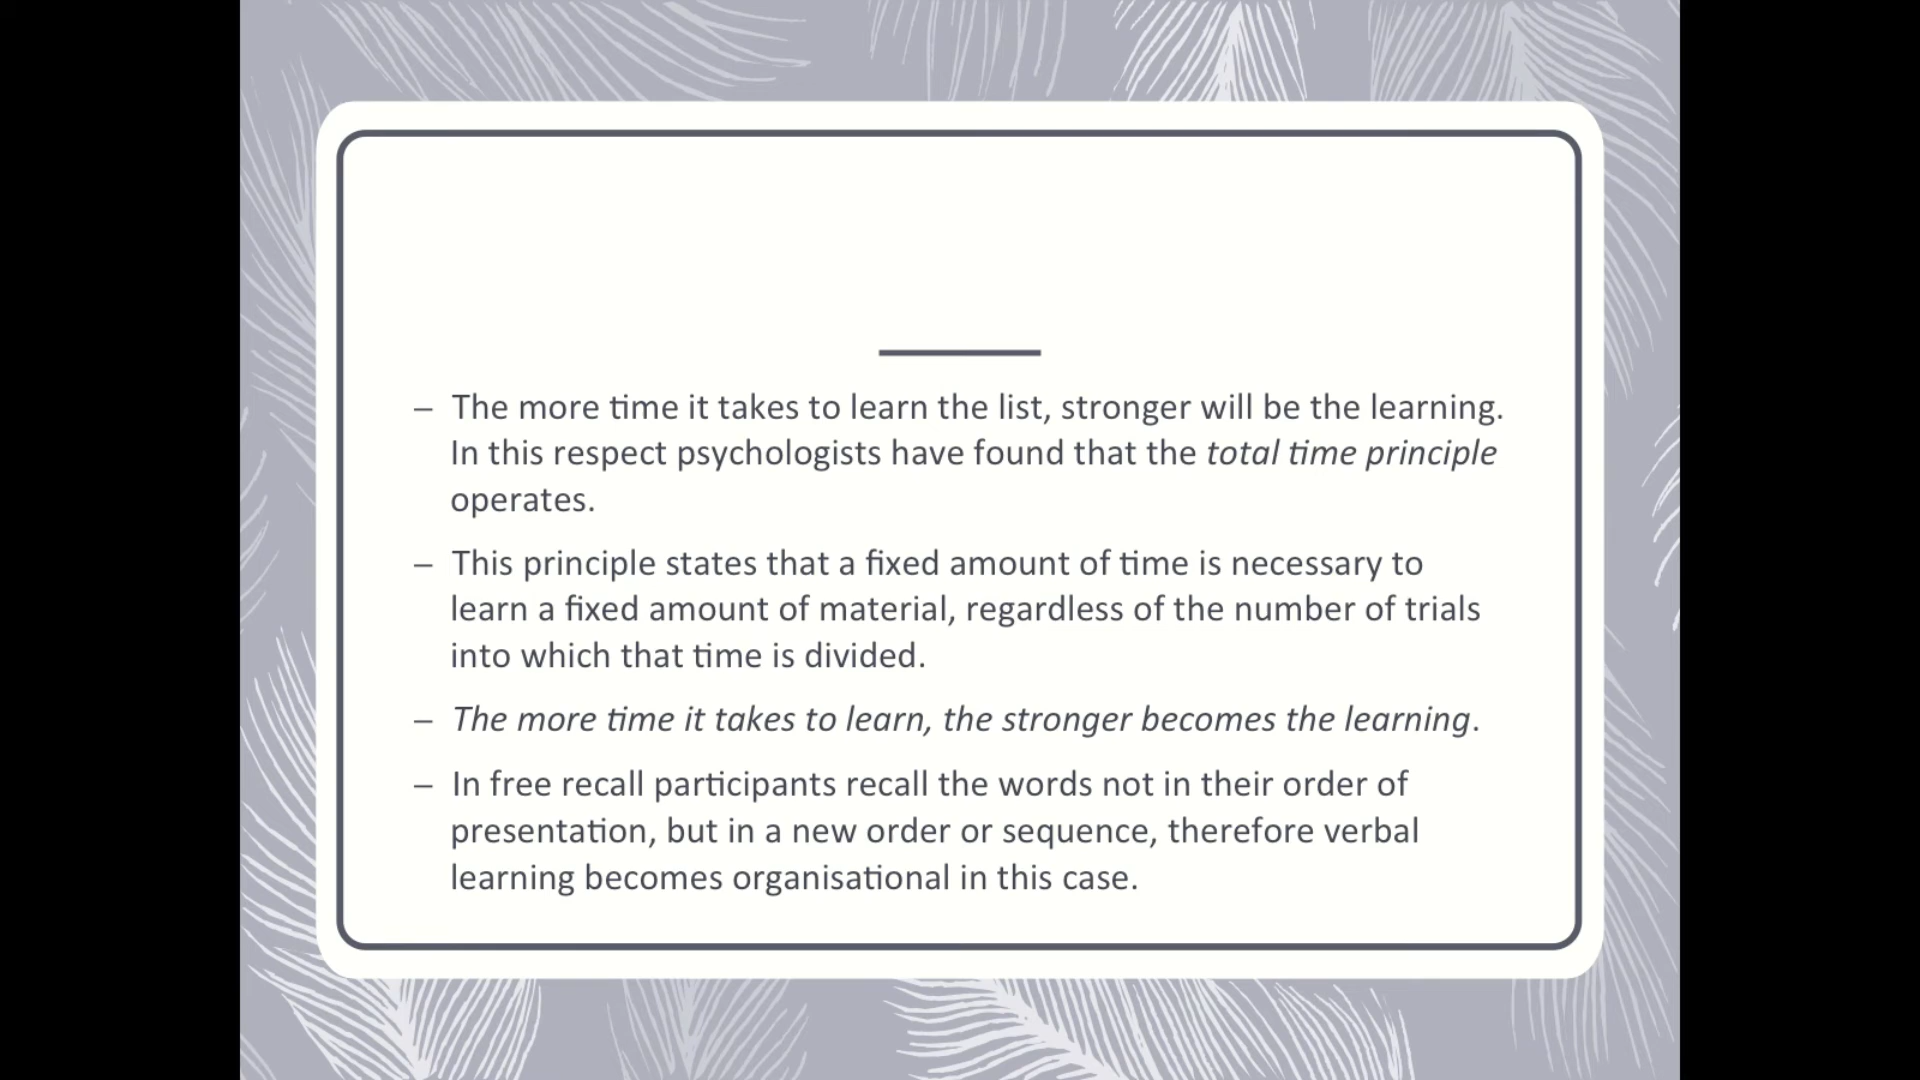 – The more time it takes to learn the list, stronger will be the learning.
In this respect psychologists have found that the total time principle
operates.
– This principle states that a fixed amount of time is necessary to
learn a fixed amount of material, regardless of the number of trials
into which that time is divided.
– The more time it takes to learn, the stronger becomes the learning.
– In free recall participants recall the words not in their order of
presentation, but in a new order or sequence, therefore verbal
learning becomes organisational in this case.